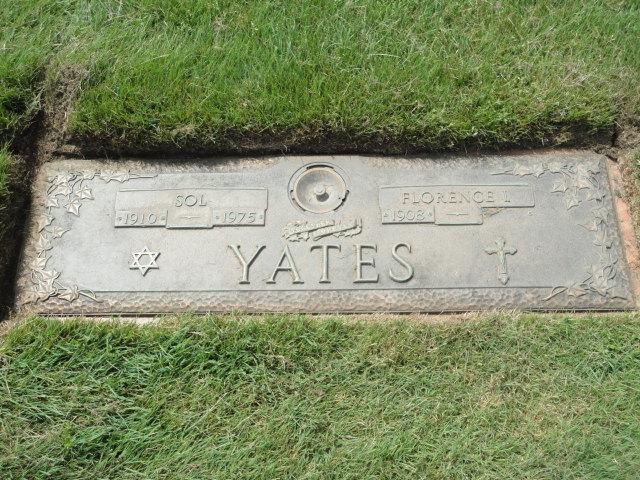 SOL
1910 1975
FLORENCE I
1908
YATES